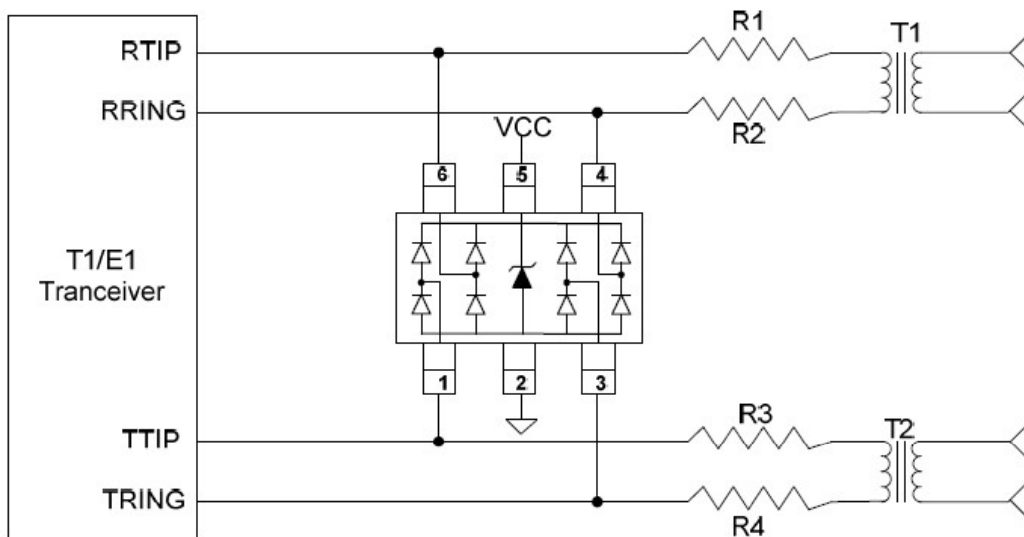 RTIP
R1
T1
RRING
R2
VCC
6
5
4
T1/E1
Tranceiver
1
2
3
TTIP
R3
T2
TRING
R4